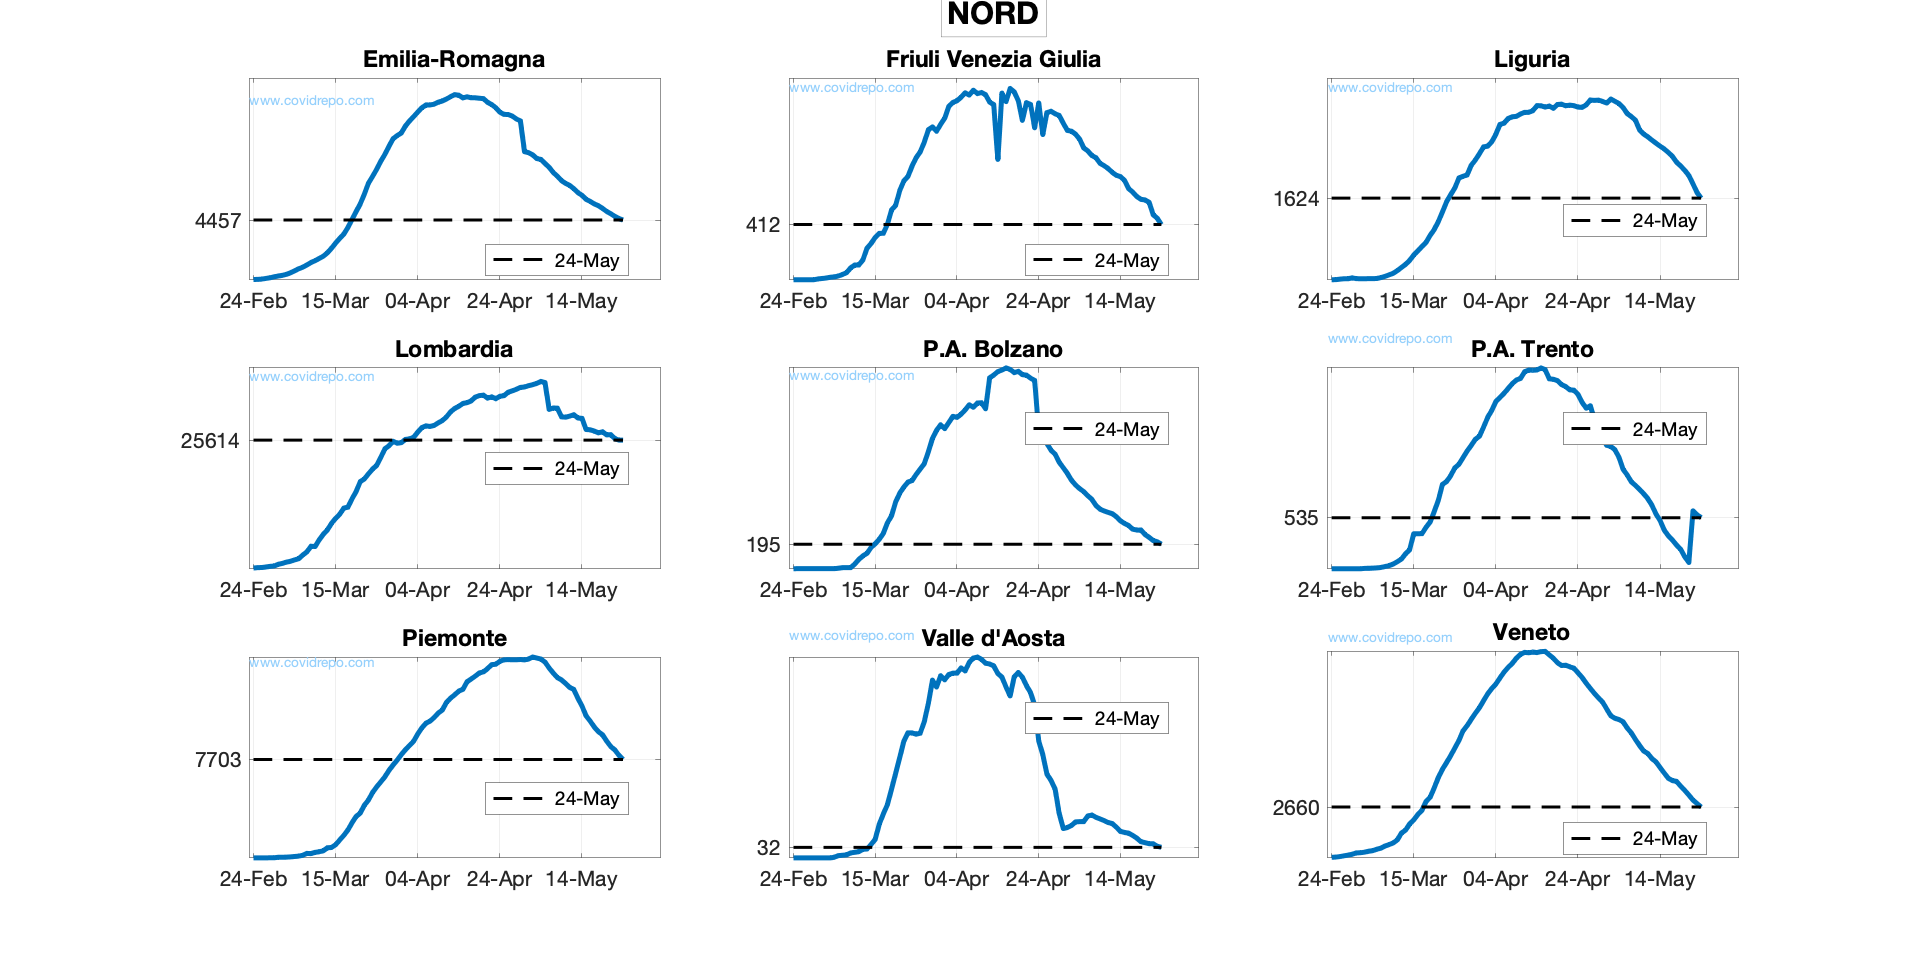 NORD
Emilia-Romagna
www.covidrepo.com
4457
24-May
24-Feb 15-Mar 04-Apr 24-Apr 14-May
Friuli Venezia Giulia
www.covidrepo.com
412
24-May
24-Feb 15-Mar 04-Apr 24-Apr 14-May
Liguria
www.covidrepo.com
1624
24-May
24-Feb 15-Mar 04-Apr 24-Apr 14-May
Lombardia
www.covidrepo.com
25614
24-May
24-Feb 15-Mar 04-Apr 24-Apr 14-May
P.A. Bolzano
www.covidrepo.com
24-May
195
24-Feb 15-Mar 04-Apr 24-Apr 14-May
www.covidrepo.com
P.A. Trento
24-May
535
24-Feb 15-Mar 04-Apr 24-Apr 14-May
Piemonte
www.covidrepo.com
7703
24-May
24-Feb 15-Mar 04-Apr 24-Apr 14-May
www.covidrepo.com
Valle d'Aosta
24-May
32
24-Feb 15-Mar 04-Apr 24-Apr 14-May
www.covidrepo.com
Veneto
2660
24-May
24-Feb 15-Mar 04-Apr 24-Apr 14-May